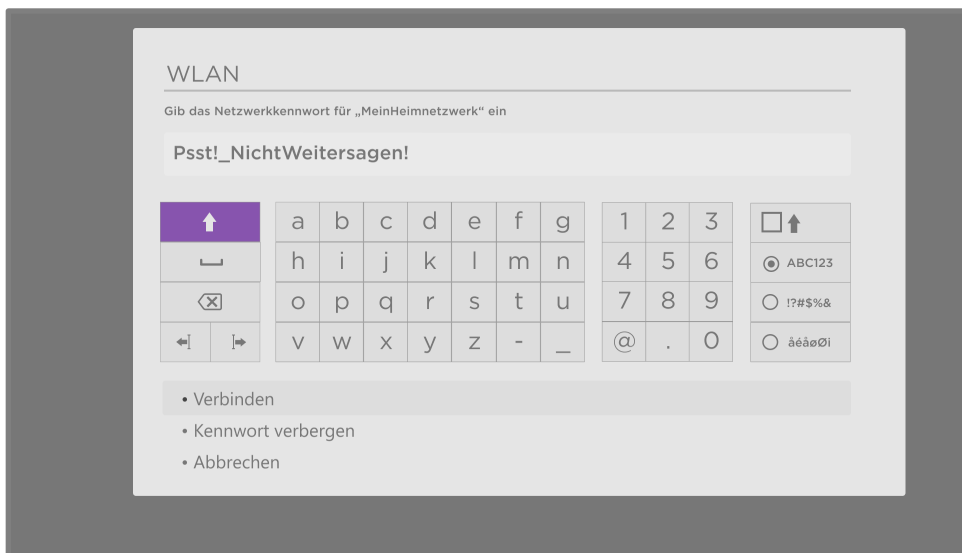 WLAN
Gib das Netzwerkkennwort für „MeinHeimnetzwerk“ ein
Psst!_NichtWeitersagen!
a b c d e f g 1 2 3
h i j k l m n 4 5 6 ABC123
o p q r s t u 7 8 9 !?#$%&
v w x y z - _ @ . 0 åéåøØi
• Verbinden
• Kennwort verbergen
• Abbrechen